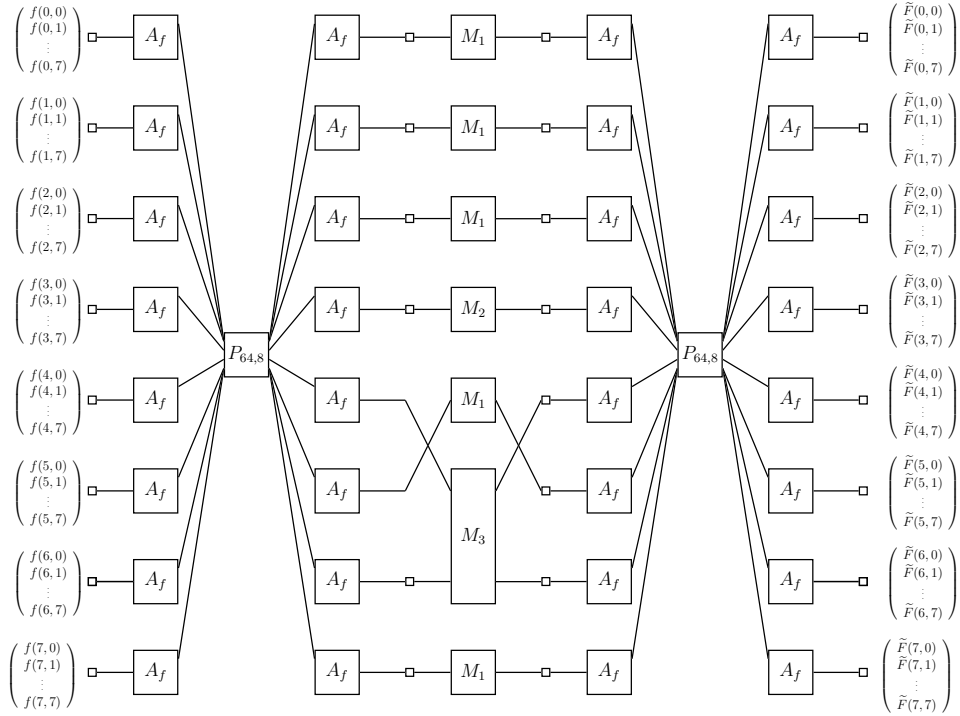 f(0, 0)
f(0, 1)
⋮
f(0, 7)
A_f A_f M_1 A_f A_f
F̃(0, 0)
F̃(0, 1)
⋮
F̃(0, 7)
f(1, 0)
f(1, 1)
⋮
f(1, 7)
A_f A_f M_1 A_f A_f
F̃(1, 0)
F̃(1, 1)
⋮
F̃(1, 7)
f(2, 0)
f(2, 1)
⋮
f(2, 7)
A_f A_f M_1 A_f A_f
F̃(2, 0)
F̃(2, 1)
⋮
F̃(2, 7)
f(3, 0)
f(3, 1)
⋮
f(3, 7)
A_f A_f M_2 A_f A_f
F̃(3, 0)
F̃(3, 1)
⋮
F̃(3, 7)
P_{64,8} P_{64,8}
f(4, 0)
f(4, 1)
⋮
f(4, 7)
A_f A_f M_1 A_f A_f
F̃(4, 0)
F̃(4, 1)
⋮
F̃(4, 7)
f(5, 0)
f(5, 1)
⋮
f(5, 7)
A_f A_f A_f A_f
F̃(5, 0)
F̃(5, 1)
⋮
F̃(5, 7)
M_3
f(6, 0)
f(6, 1)
⋮
f(6, 7)
A_f A_f A_f A_f
F̃(6, 0)
F̃(6, 1)
⋮
F̃(6, 7)
f(7, 0)
f(7, 1)
⋮
f(7, 7)
A_f A_f M_1 A_f A_f
F̃(7, 0)
F̃(7, 1)
⋮
F̃(7, 7)